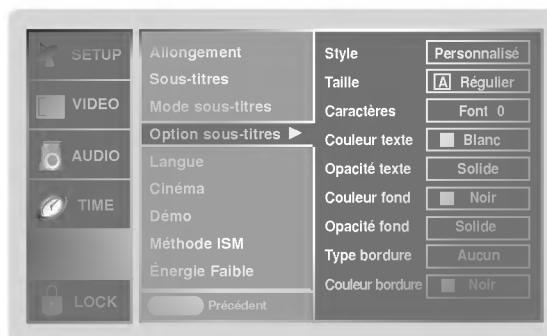 SETUP
VIDEO
AUDIO
TIME
LOCK
Allongement
Sous-titres
Mode sous-titres
Option sous-titres ►
Langue
Cinéma
Démo
Méthode ISM
Énergie Faible
Précédent
Style Personnalisé
Taille A Régulier
Caractères Font 0
Couleur texte Blanc
Opacité texte Solide
Couleur fond Noir
Opacité fond Solide
Type bordure Aucun
Couleur bordure Noir